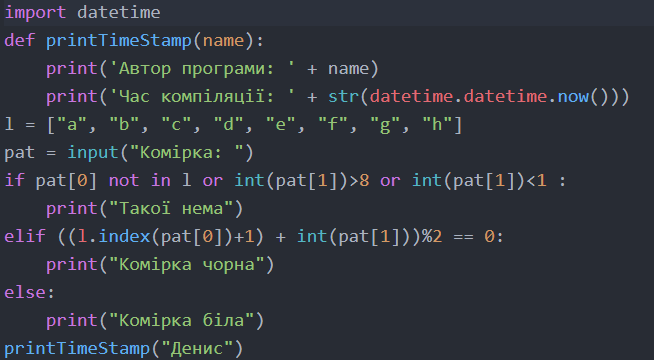 import datetime
def printTimeStamp(name):
    print('Автор програми: ' + name)
    print('Час компіляції: ' + str(datetime.datetime.now()))
l = ["a", "b", "c", "d", "e", "f", "g", "h"]
pat = input("Комірка: ")
if pat[0] not in l or int(pat[1])>8 or int(pat[1])<1 :
    print("Такої нема")
elif ((l.index(pat[0])+1) + int(pat[1]))%2 == 0:
    print("Комірка чорна")
else:
    print("Комірка біла")
printTimeStamp("Денис")